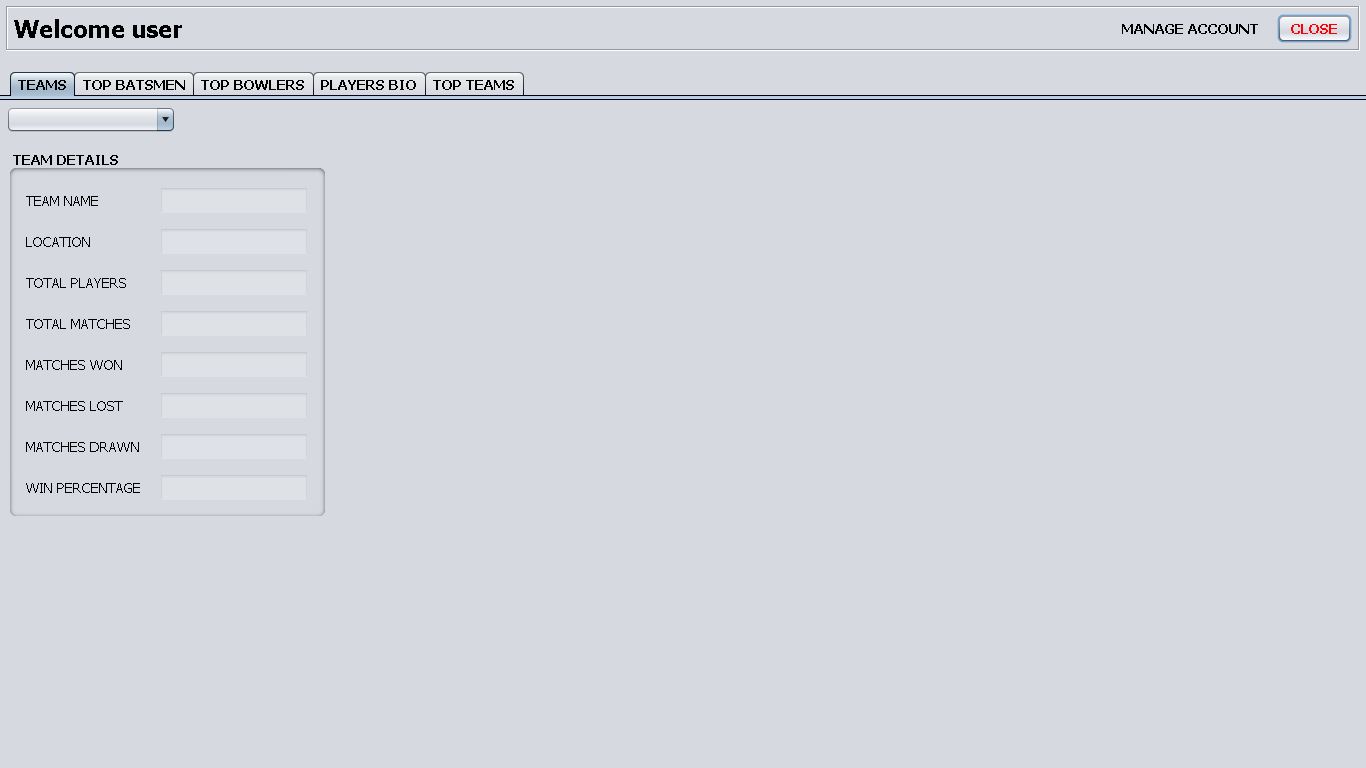 Welcome user
MANAGE ACCOUNT
CLOSE
TEAMS
TOP BATSMEN
TOP BOWLERS
PLAYERS BIO
TOP TEAMS
TEAM DETAILS
TEAM NAME
LOCATION
TOTAL PLAYERS
TOTAL MATCHES
MATCHES WON
MATCHES LOST
MATCHES DRAWN
WIN PERCENTAGE